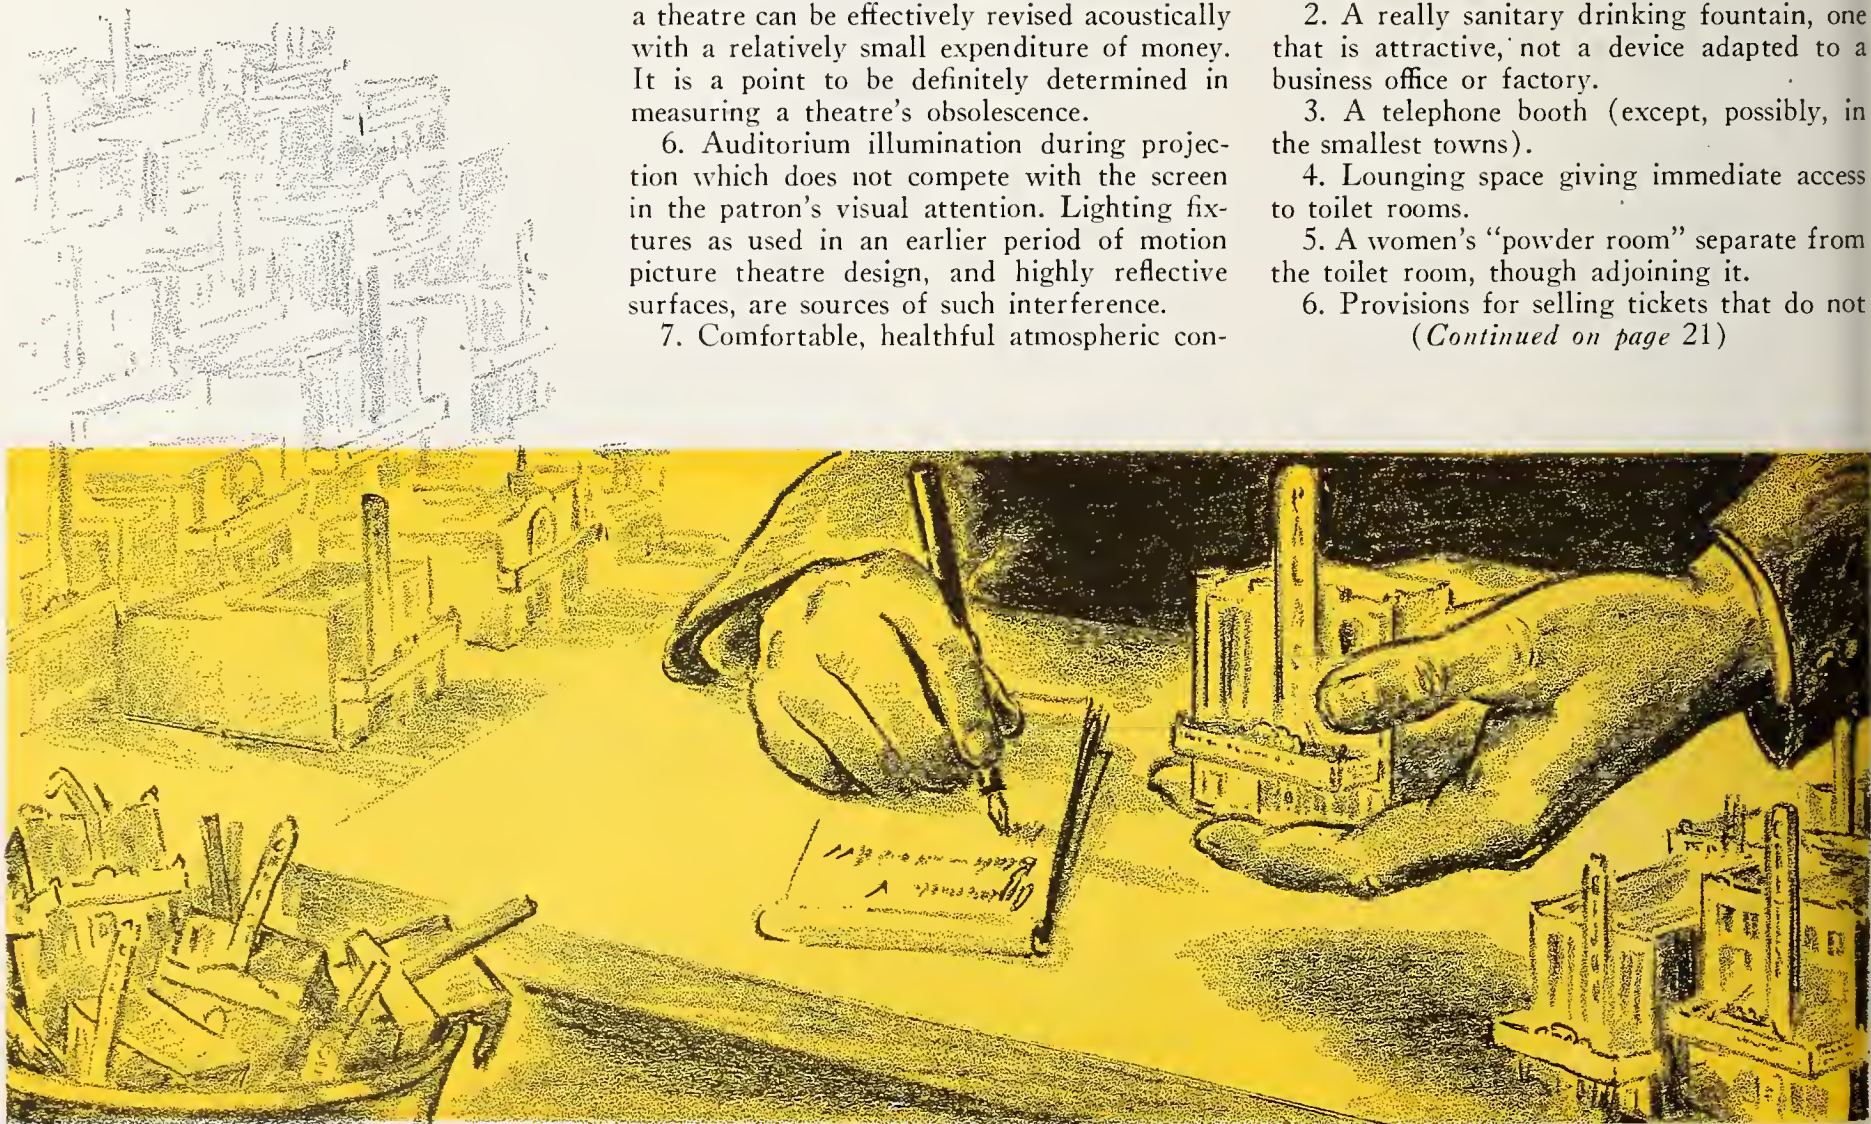 a theatre can be effectively revised acoustically
with a relatively small expenditure of money.
It is a point to be definitely determined in
measuring a theatre's obsolescence.
6. Auditorium illumination during projec-
tion which does not compete with the screen
in the patron's visual attention. Lighting fix-
tures as used in an earlier period of motion
picture theatre design, and highly reflective
surfaces, are sources of such interference.
7. Comfortable, healthful atmospheric con-
2. A really sanitary drinking fountain, one
that is attractive, not a device adapted to a
business office or factory.
3. A telephone booth (except, possibly, in
the smallest towns).
4. Lounging space giving immediate access
to toilet rooms.
5. A women's “powder room” separate from
the toilet room, though adjoining it.
6. Provisions for selling tickets that do not
(Continued on page 21)